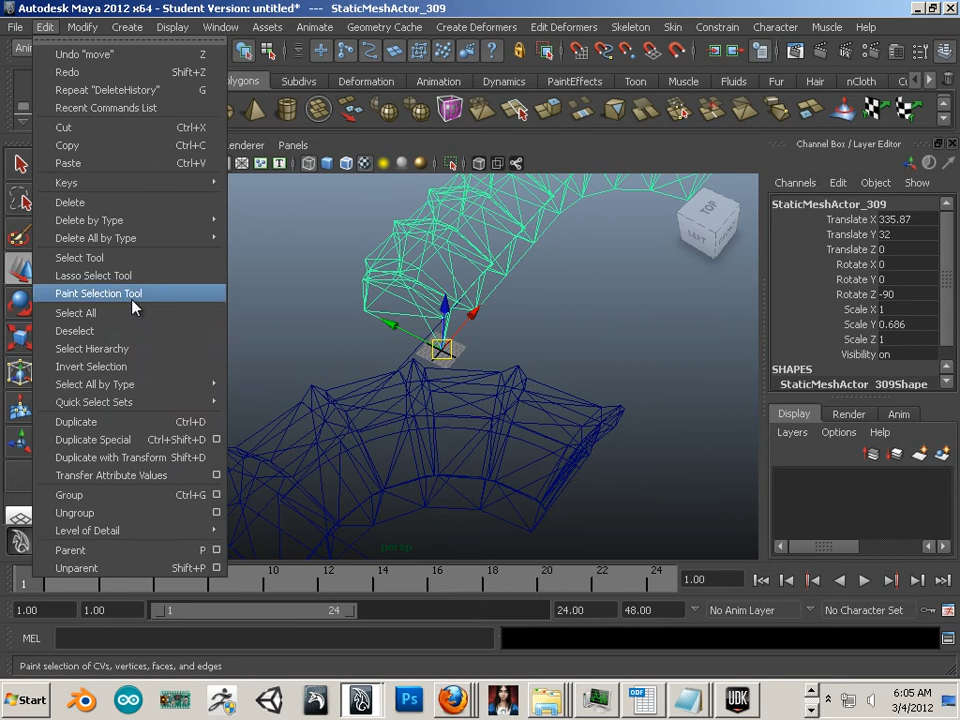 Autodesk Maya 2012 x64 - Student Version: untitled* --- StaticMeshActor_309
File Edit Modify Create Display Window Assets Animate Geometry Cache Create Deformers Edit Deformers Skeleton Constrain Character Muscle Help
Ani
Undo "move" Z
Redo Shift+Z
Repeat "DeleteHistory" G
Recent Commands List
Cut Ctrl+X
Copy Ctrl+C
Paste Ctrl+V
Keys
Delete
Delete by Type
Delete All by Type
Select Tool
Lasso Select Tool
Paint Selection Tool
Select All
Deselect
Select Hierarchy
Invert Selection
Select All by Type
Quick Select Sets
Duplicate Ctrl+D
Duplicate Special Ctrl+Shift+D
Duplicate with Transform Shift+D
Transfer Attribute Values
Group Ctrl+G
Ungroup
Level of Detail
Parent P
Unparent Shift+P
olygons Subdivs Deformation Animation Dynamics PaintEffects Toon Muscle Fluids Fur Hair nCloth Cu
enderer Panels
TOP
LEFT
persp
Channel Box / Layer Editor
Channels Edit Object Show
StaticMeshActor_309
Translate X 335.87
Translate Y 32
Translate Z 0
Rotate X 0
Rotate Y 0
Rotate Z -90
Scale X 1
Scale Y 0.686
Scale Z 1
Visibility on
SHAPES
StaticMeshActor_309Shape
Display Render Anim
Layers Options Help
1 10 12 14 16 18 20 22 24 1.00
1.00 1.00 1 24 24.00 48.00 No Anim Layer No Character Set
MEL
Paint selection of CVs, vertices, faces, and edges
Start Ps ODF UDK 6:05 AM
3/4/2012